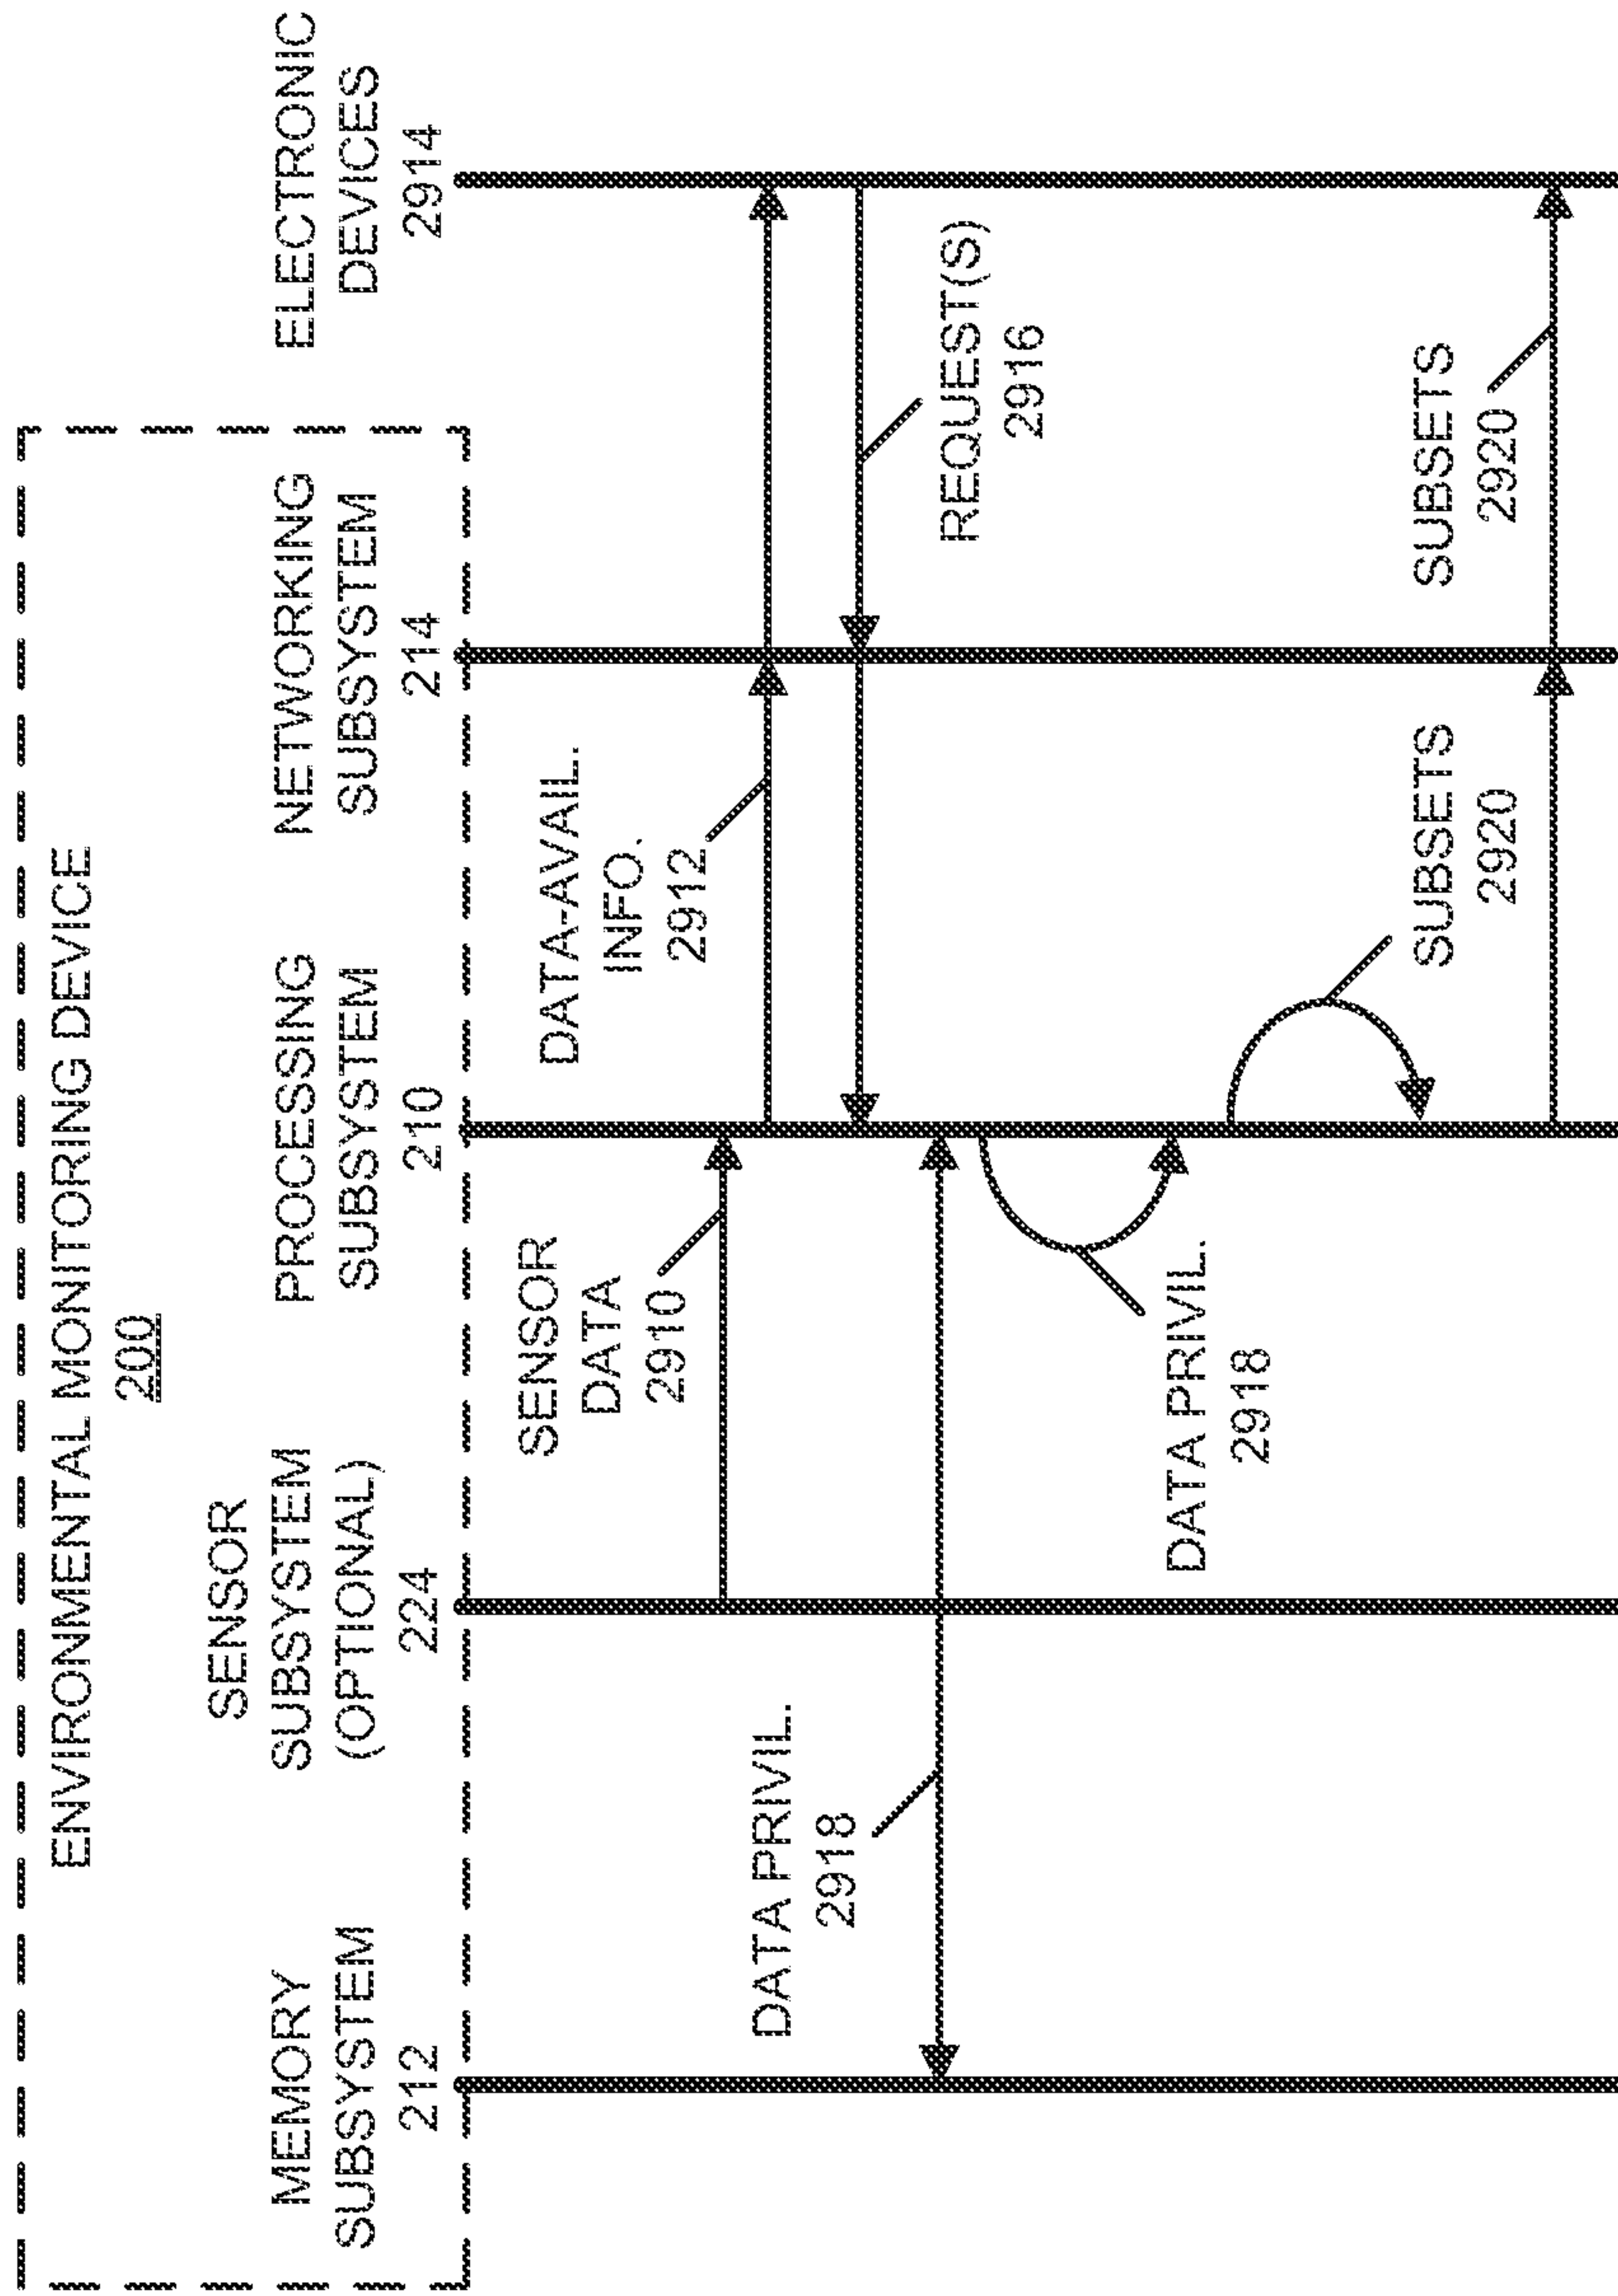 ENVIRONMENTAL MONITORING DEVICE
200
MEMORY
SUBSYSTEM
212
SENSOR
SUBSYSTEM
(OPTIONAL)
224
PROCESSING
SUBSYSTEM
210
NETWORKING
SUBSYSTEM
214
ELECTRONIC
DEVICES
2914
SENSOR
DATA
2910
DATA-AVAIL.
INFO.
2912
REQUEST(S)
2916
DATA PRIVIL.
2918
DATA PRIVIL.
2918
SUBSETS
2920
SUBSETS
2920